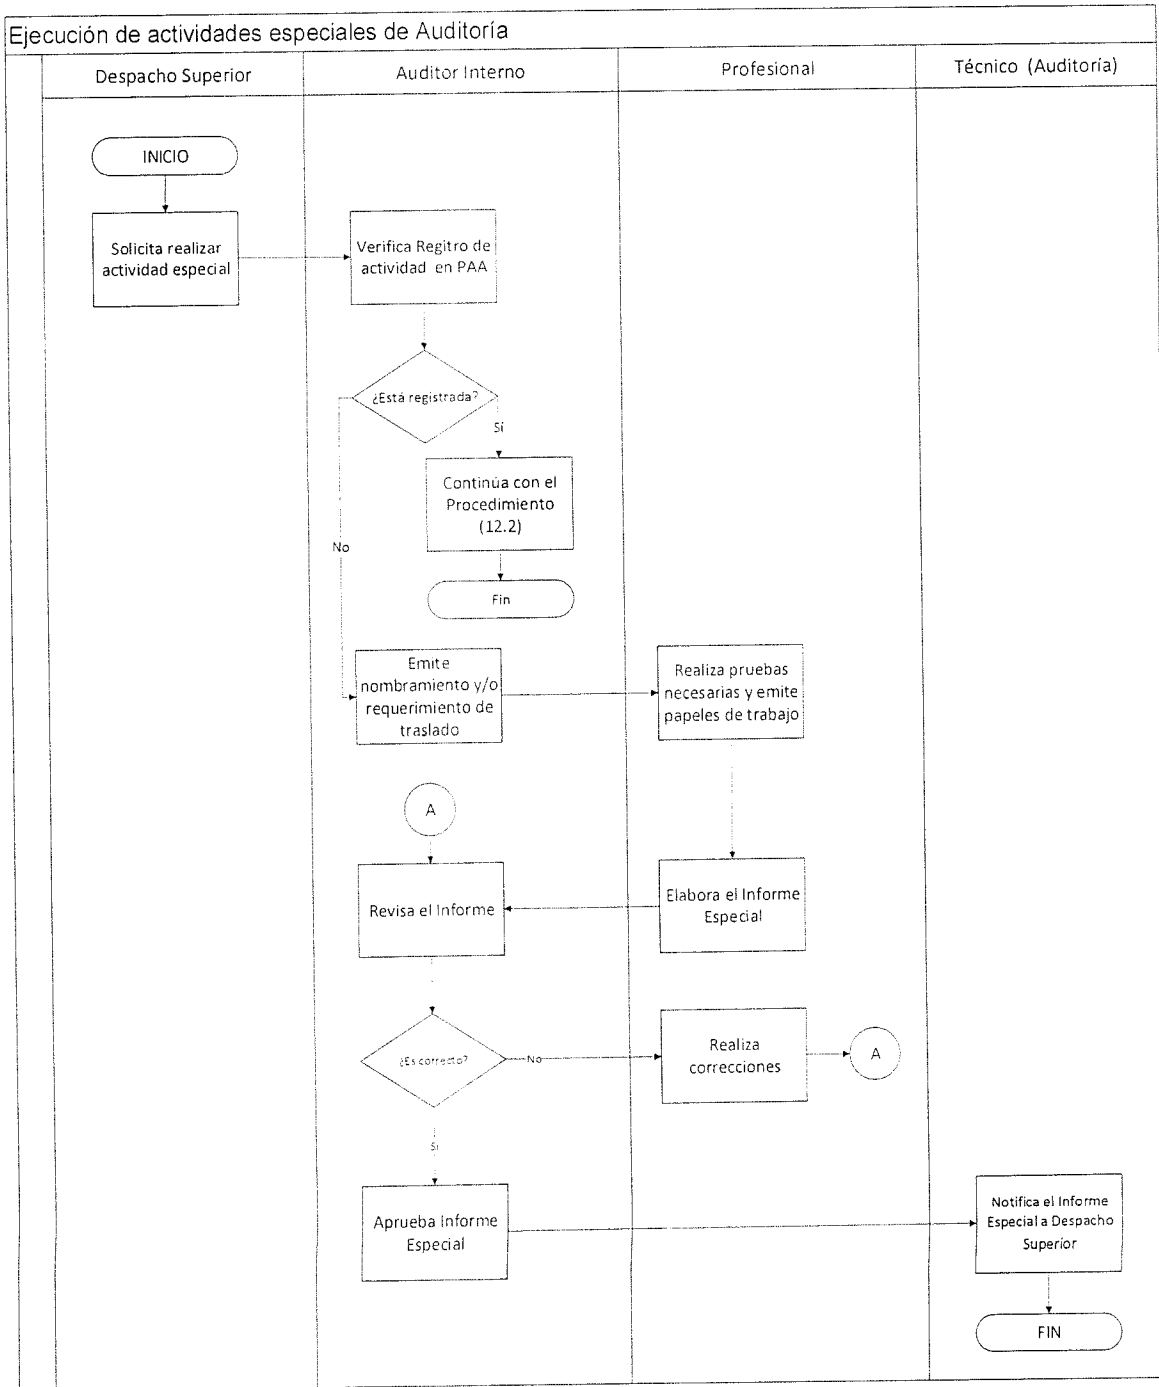 Ejecución de actividades especiales de Auditoría
Despacho Superior
Auditor Interno
Profesional
Técnico (Auditoría)
INICIO
Solicita realizar
actividad especial
Verifica Regitro de
actividad en PAA
¿Está registrada?
Sí
Continúa con el
Procedimiento
(12.2)
No
Fin
Emite
nombramiento y/o
requerimiento de
traslado
Realiza pruebas
necesarias y emite
papeles de trabajo
A
Revisa el Informe
Elabora el Informe
Especial
¿Es correcto?
No
Realiza
correcciones
A
Sí
Aprueba Informe
Especial
Notifica el Informe
Especial a Despacho
Superior
FIN